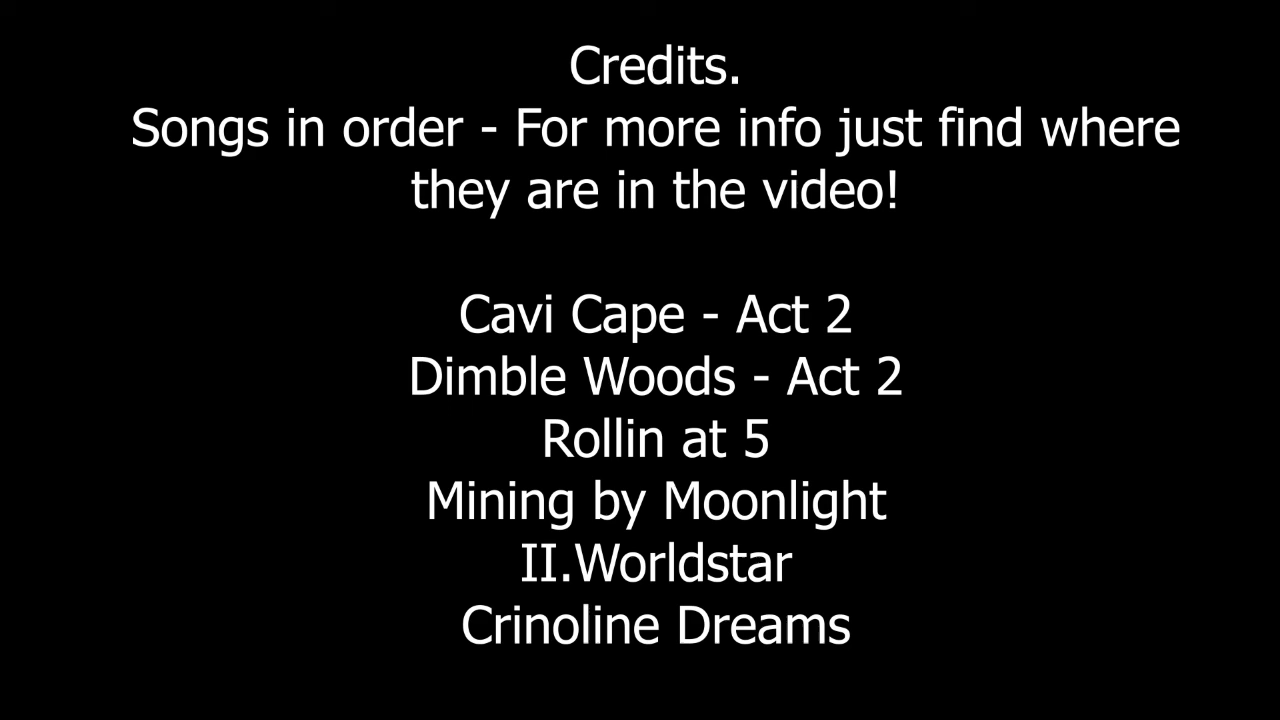 Credits.
Songs in order - For more info just find where
they are in the video!
Cavi Cape - Act 2
Dimble Woods - Act 2
Rollin at 5
Mining by Moonlight
II.Worldstar
Crinoline Dreams